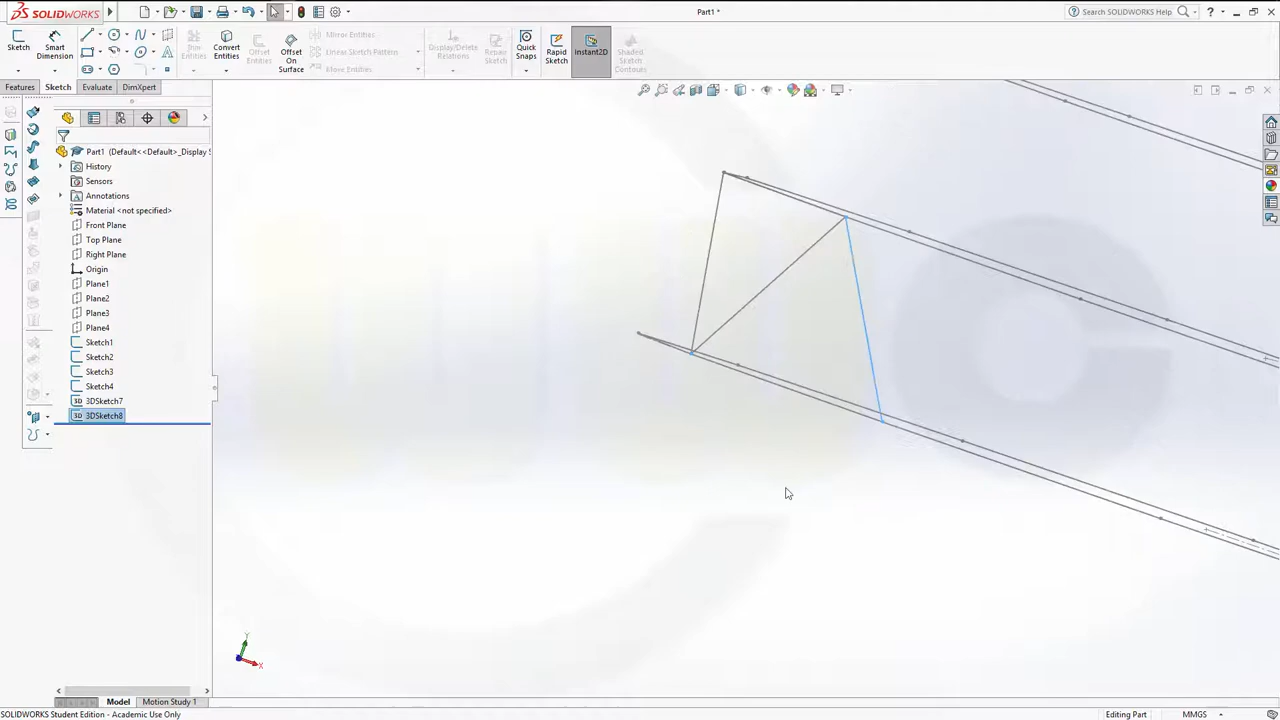 SOLIDWORKS
Part1 *
Search SOLIDWORKS Help
Sketch
Smart Dimension
Trim Entities
Convert Entities
Offset Entities
Offset On Surface
Mirror Entities
Linear Sketch Pattern
Move Entities
Display/Delete Relations
Repair Sketch
Quick Snaps
Rapid Sketch
Instant2D
Shaded Sketch Contours
Features
Sketch
Evaluate
DimXpert
Part1 (Default<<Default>_Display S
History
Sensors
Annotations
Material <not specified>
Front Plane
Top Plane
Right Plane
Origin
Plane1
Plane2
Plane3
Plane4
Sketch1
Sketch2
Sketch3
Sketch4
3D 3DSketch7
3D 3DSketch8
Y
X
Model
Motion Study 1
SOLIDWORKS Student Edition - Academic Use Only
Editing Part
MMGS